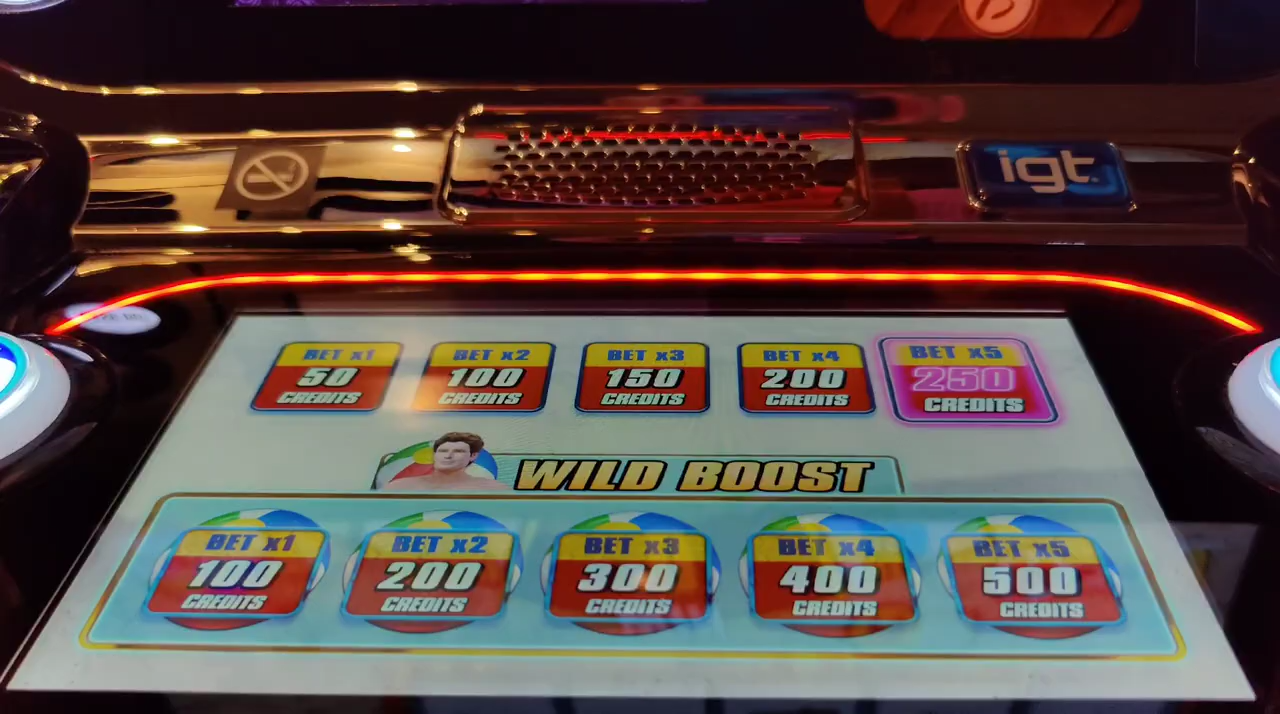 igt
BET x1
50
CREDITS
BET x2
100
CREDITS
BET x3
150
CREDITS
BET x4
200
CREDITS
BET x5
250
CREDITS
WILD BOOST
BET x1
100
CREDITS
BET x2
200
CREDITS
BET x3
300
CREDITS
BET x4
400
CREDITS
BET x5
500
CREDITS